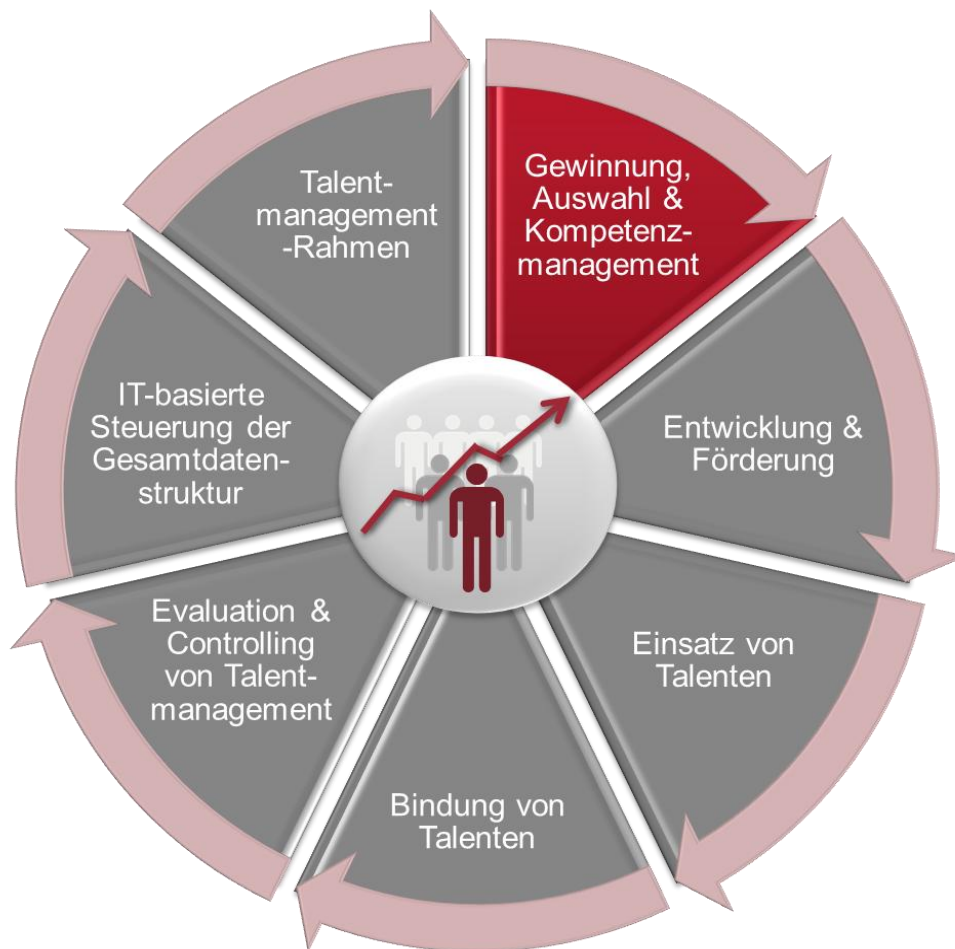 Gewinnung,
Auswahl &
Kompetenz-
management
Entwicklung &
Förderung
Einsatz von
Talenten
Bindung von
Talenten
Evaluation &
Controlling
von Talent-
management
IT-basierte
Steuerung der
Gesamtdaten-
struktur
Talent-
management
-Rahmen